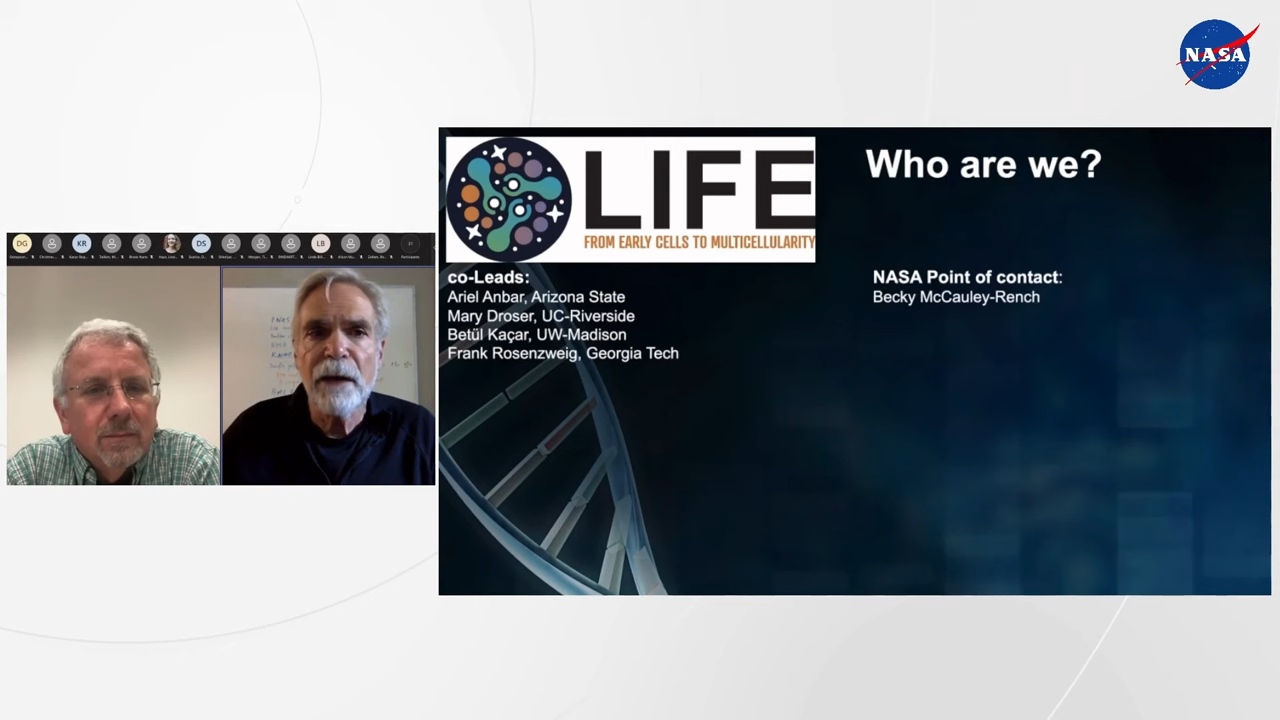 NASA
DG
KR
DS
LB
Participants
LIFE
FROM EARLY CELLS TO MULTICELLULARITY
Who are we?
co-Leads:
Ariel Anbar, Arizona State
Mary Droser, UC-Riverside
Betül Kaçar, UW-Madison
Frank Rosenzweig, Georgia Tech
NASA Point of contact:
Becky McCauley-Rench